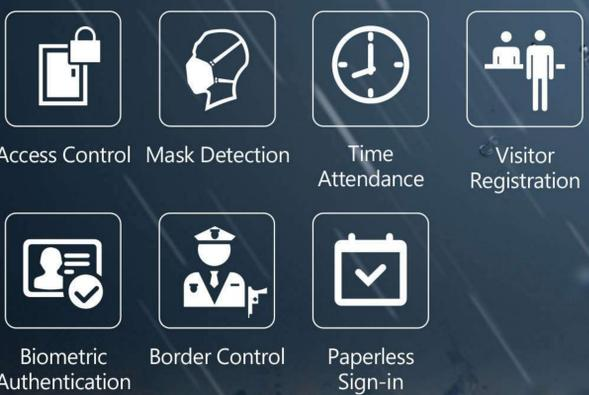 Access Control
Mask Detection
Time
Attendance
Visitor
Registration
Biometric
Authentication
Border Control
Paperless
Sign-in